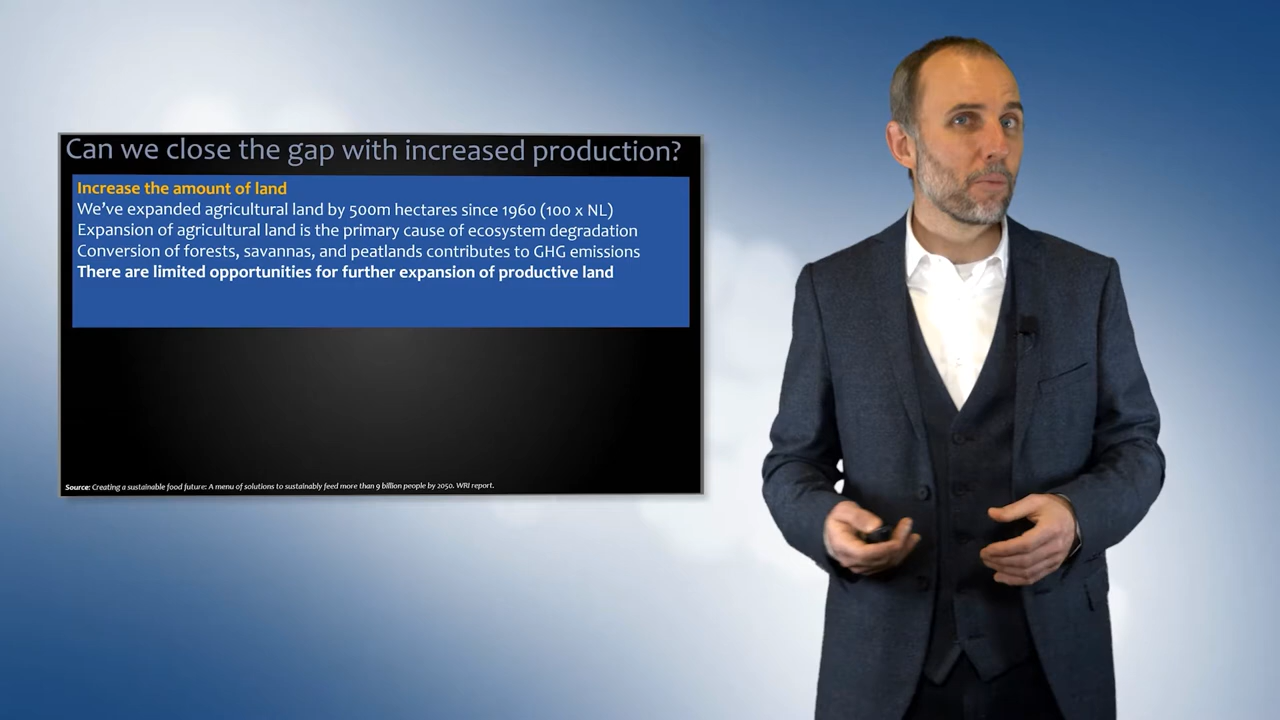 Can we close the gap with increased production?
Increase the amount of land
We've expanded agricultural land by 500m hectares since 1960 (100 x NL)
Expansion of agricultural land is the primary cause of ecosystem degradation
Conversion of forests, savannas, and peatlands contributes to GHG emissions
There are limited opportunities for further expansion of productive land
Source: Creating a sustainable food future: A menu of solutions to sustainably feed more than 9 billion people by 2050. WRI report.